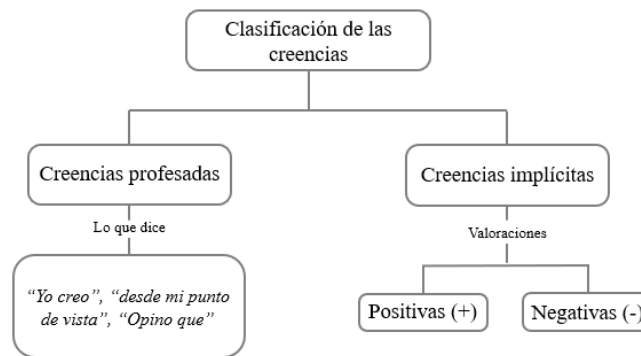 Clasificación de las
creencias
Creencias profesadas
Creencias implícitas
Lo que dice
Valoraciones
“Yo creo”, “desde mi punto
de vista”, “Opino que”
Positivas (+)
Negativas (-)